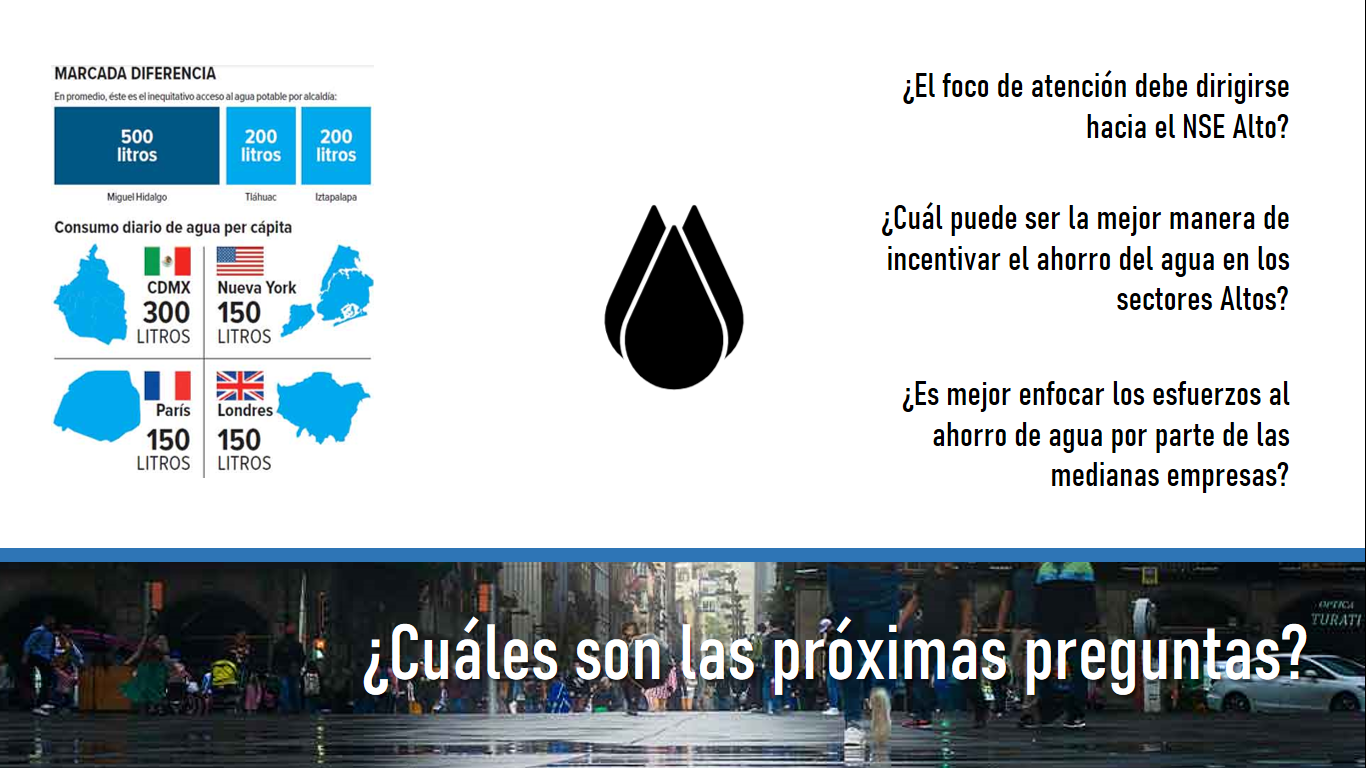 MARCADA DIFERENCIA
En promedio, éste es el inequitativo acceso al agua potable por alcaldía:
500
litros
200
litros
200
litros
Miguel Hidalgo
Tláhuac
Iztapalapa
Consumo diario de agua per cápita
CDMX
300
LITROS
Nueva York
150
LITROS
París
150
LITROS
Londres
150
LITROS
¿El foco de atención debe dirigirse
hacia el NSE Alto?
¿Cuál puede ser la mejor manera de
incentivar el ahorro del agua en los
sectores Altos?
¿Es mejor enfocar los esfuerzos al
ahorro de agua por parte de las
medianas empresas?
OPTICA
TURATI
¿Cuáles son las próximas preguntas?